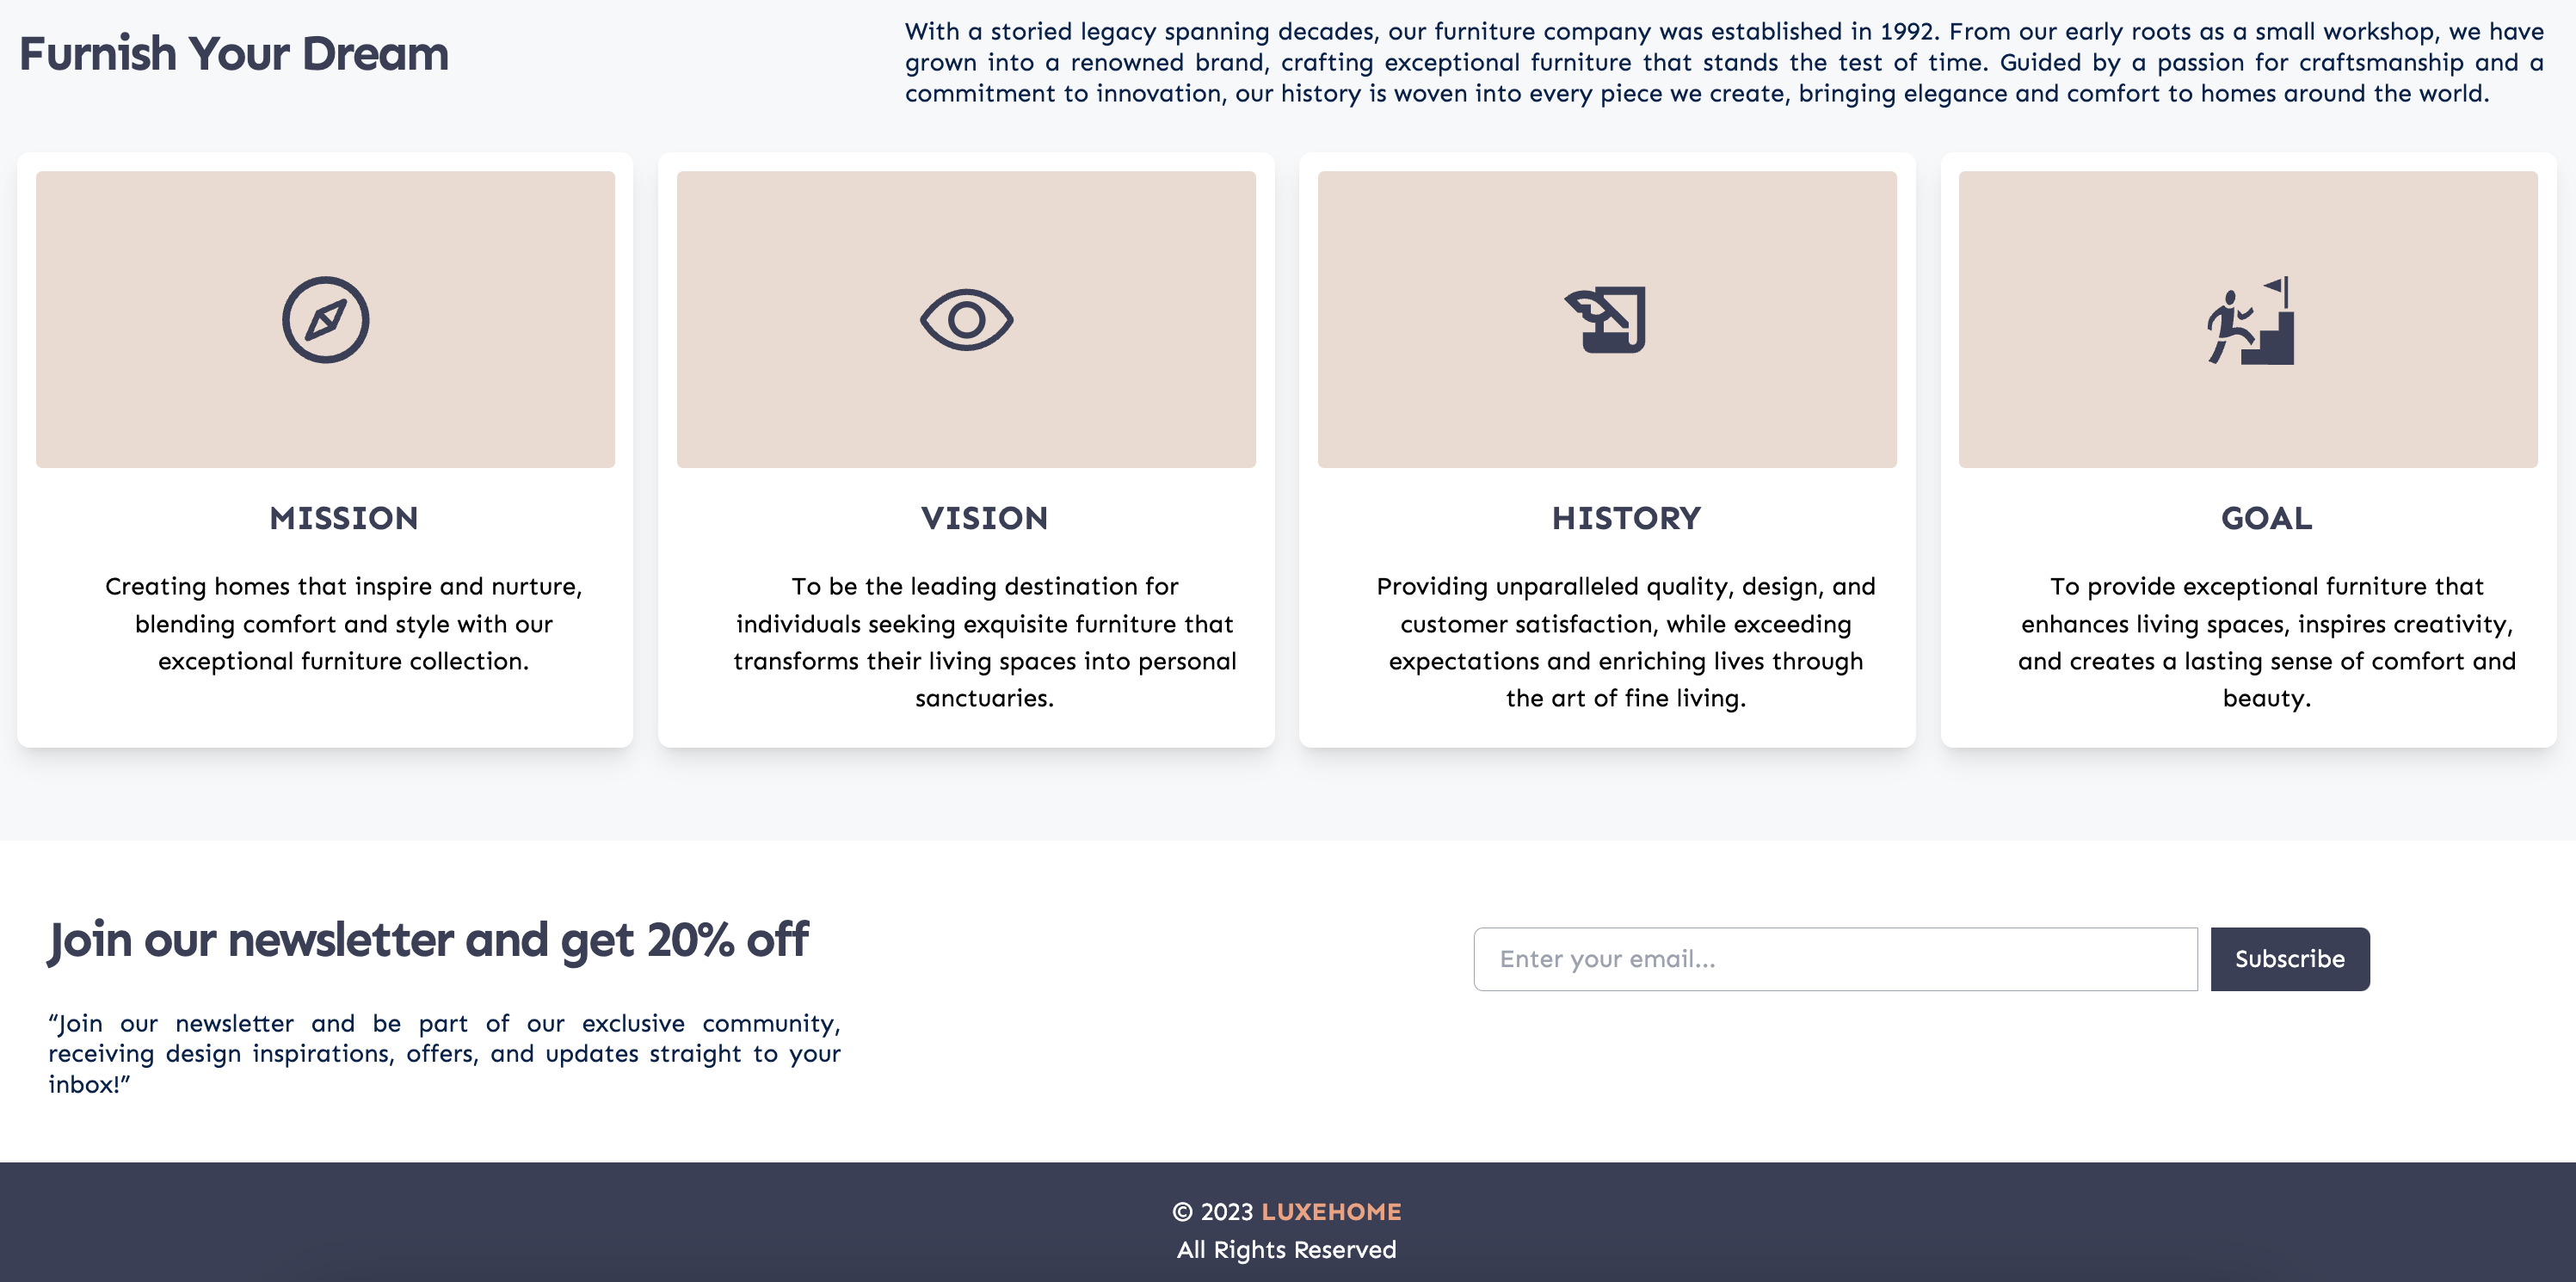 Furnish Your Dream
With a storied legacy spanning decades, our furniture company was established in 1992. From our early roots as a small workshop, we have
grown into a renowned brand, crafting exceptional furniture that stands the test of time. Guided by a passion for craftsmanship and a
commitment to innovation, our history is woven into every piece we create, bringing elegance and comfort to homes around the world.
MISSION
Creating homes that inspire and nurture,
blending comfort and style with our
exceptional furniture collection.
VISION
To be the leading destination for
individuals seeking exquisite furniture that
transforms their living spaces into personal
sanctuaries.
HISTORY
Providing unparalleled quality, design, and
customer satisfaction, while exceeding
expectations and enriching lives through
the art of fine living.
GOAL
To provide exceptional furniture that
enhances living spaces, inspires creativity,
and creates a lasting sense of comfort and
beauty.
Join our newsletter and get 20% off
“Join our newsletter and be part of our exclusive community,
receiving design inspirations, offers, and updates straight to your
inbox!”
Enter your email...
Subscribe
© 2023 LUXEHOME
All Rights Reserved